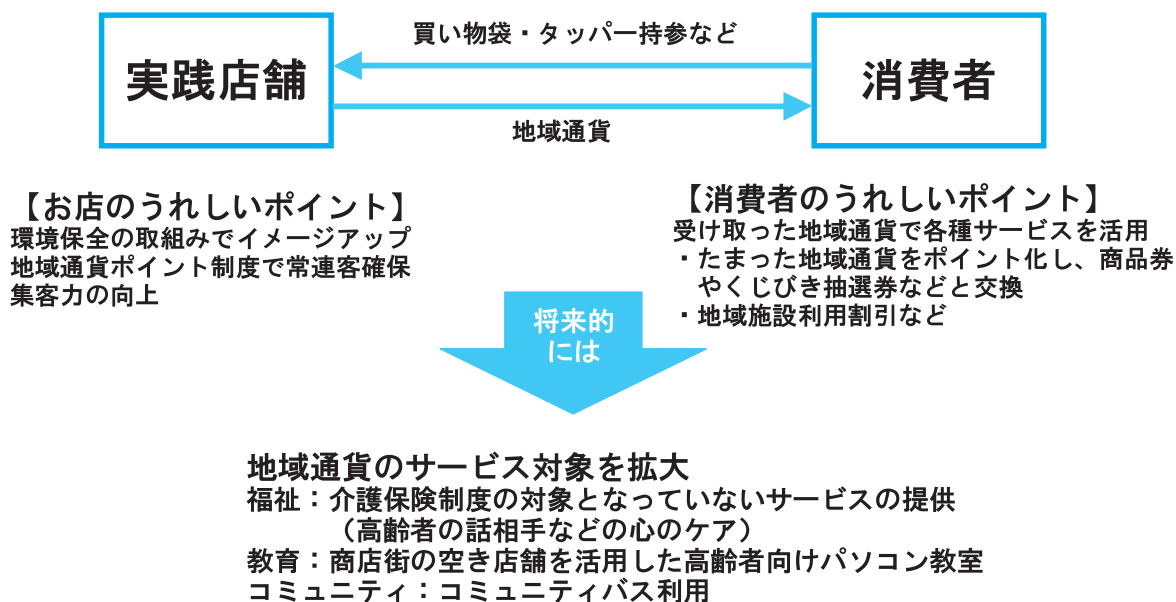 買い物袋・タッパー持参など
実践店舗
消費者
地域通貨
【お店のうれしいポイント】
環境保全の取組みでイメージアップ
地域通貨ポイント制度で常連客確保
集客力の向上
【消費者のうれしいポイント】
受け取った地域通貨で各種サービスを活用
・たまった地域通貨をポイント化し、商品券
やくじびき抽選券などと交換
・地域施設利用割引など
将来的
には
地域通貨のサービス対象を拡大
福祉：介護保険制度の対象となっていないサービスの提供
（高齢者の話相手などの心のケア）
教育：商店街の空き店舗を活用した高齢者向けパソコン教室
コミュニティ：コミュニティバス利用